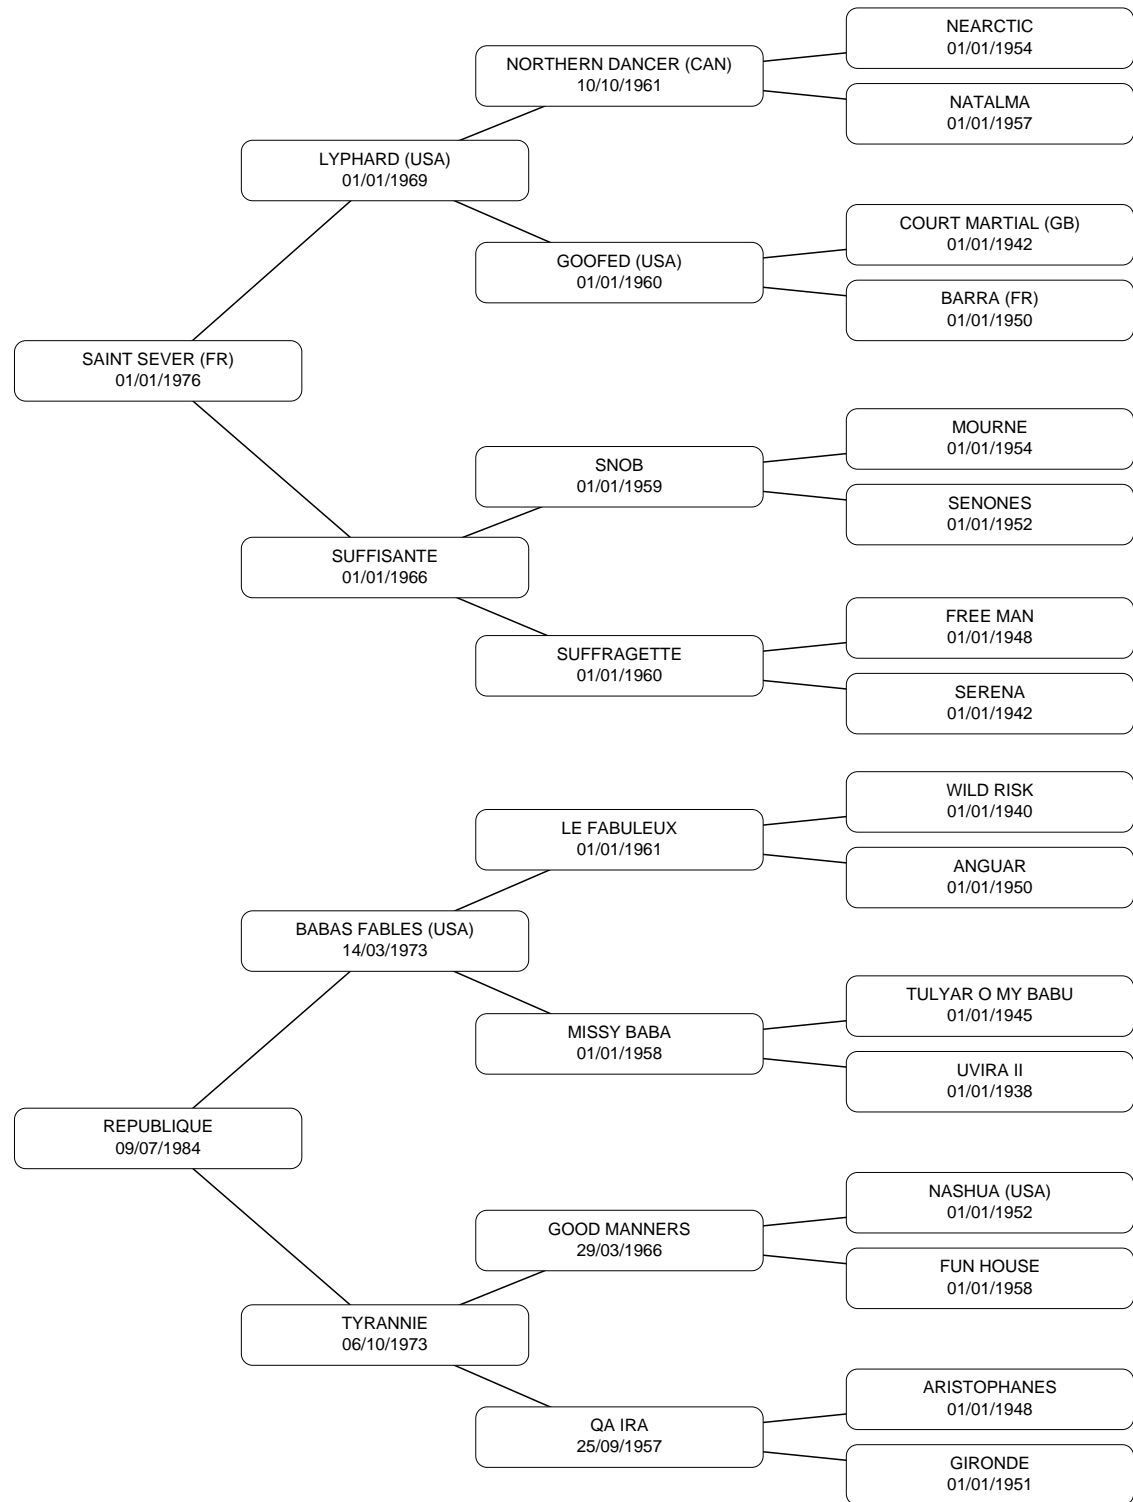 NEARCTIC
01/01/1954
NORTHERN DANCER (CAN)
10/10/1961
NATALMA
01/01/1957
LYPHARD (USA)
01/01/1969
COURT MARTIAL (GB)
01/01/1942
GOOFED (USA)
01/01/1960
BARRA (FR)
01/01/1950
SAINT SEVER (FR)
01/01/1976
MOURNE
01/01/1954
SNOB
01/01/1959
SENONES
01/01/1952
SUFFISANTE
01/01/1966
FREE MAN
01/01/1948
SUFFRAGETTE
01/01/1960
SERENA
01/01/1942
WILD RISK
01/01/1940
LE FABULEUX
01/01/1961
ANGUAR
01/01/1950
BABAS FABLES (USA)
14/03/1973
TULYAR O MY BABU
01/01/1945
MISSY BABA
01/01/1958
UVIRA II
01/01/1938
REPUBLIQUE
09/07/1984
NASHUA (USA)
01/01/1952
GOOD MANNERS
29/03/1966
FUN HOUSE
01/01/1958
TYRANNIE
06/10/1973
ARISTOPHANES
01/01/1948
QA IRA
25/09/1957
GIRONDE
01/01/1951